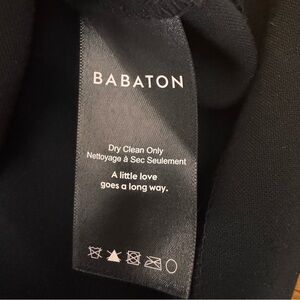 BABATON
Dry Clean Only
Nettoyage à Sec Seulement
A little love
goes a long way.